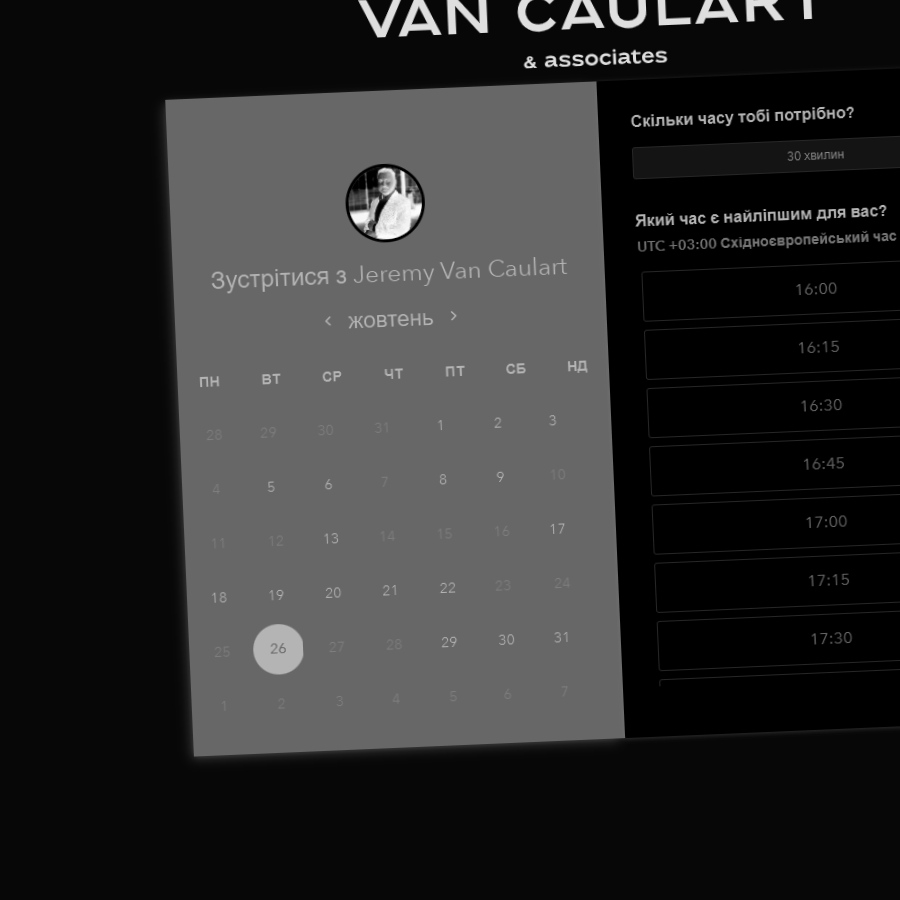 VAN CAULART
& associates
Зустрітися з Jeremy Van Caulart
‹ жовтень ›
ПН ВТ СР ЧТ ПТ СБ НД
28 29 30 31 1 2 3
4 5 6 7 8 9 10
11 12 13 14 15 16 17
18 19 20 21 22 23 24
25 26 27 28 29 30 31
1 2 3 4 5 6 7
Скільки часу тобі потрібно?
30 хвилин
Який час є найліпшим для вас?
UTC +03:00 Східноєвропейський час
16:00
16:15
16:30
16:45
17:00
17:15
17:30